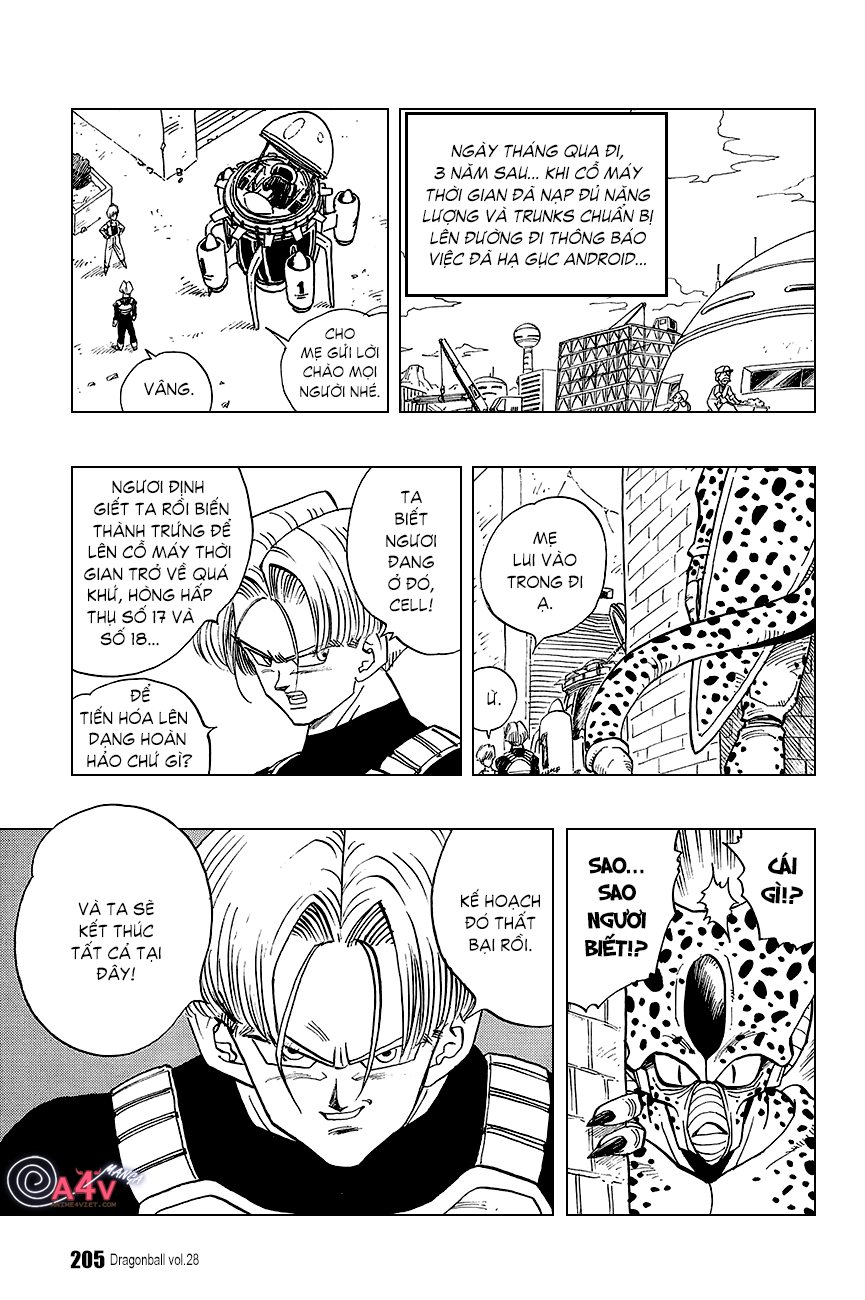 NGÀY THÁNG QUA ĐI,
3 NĂM SAU... KHI CỖ MÁY
THỜI GIAN ĐÃ NẠP ĐỦ NĂNG
LƯỢNG VÀ TRUNKS CHUẨN BỊ
LÊN ĐƯỜNG ĐI THÔNG BÁO
VIỆC ĐÃ HẠ GỤC ANDROID...
1
CHO
MẸ GỬI LỜI
CHÀO MỌI
NGƯỜI NHÉ.
VÂNG.
MẸ
LUI VÀO
TRONG ĐI
Ạ.
Ừ.
TA
BIẾT
NGƯƠI
ĐANG
Ở ĐÓ,
CELL!
NGƯƠI ĐỊNH
GIẾT TA RỒI BIẾN
THÀNH TRỨNG ĐỂ
LÊN CỖ MÁY THỜI
GIAN TRỞ VỀ QUÁ
KHỨ, HÒNG HẤP
THỤ SỐ 17 VÀ
SỐ 18...
ĐỂ
TIẾN HÓA LÊN
DẠNG HOÀN
HẢO CHỨ GÌ?
CÁI
GÌ!?
SAO...
SAO
NGƯƠI
BIẾT!?
KẾ HOẠCH
ĐÓ THẤT
BẠI RỒI.
VÀ TA SẼ
KẾT THÚC
TẤT CẢ TẠI
ĐÂY!
MANGA
A4V
ANIME4VIET.COM
205 Dragonball vol.28